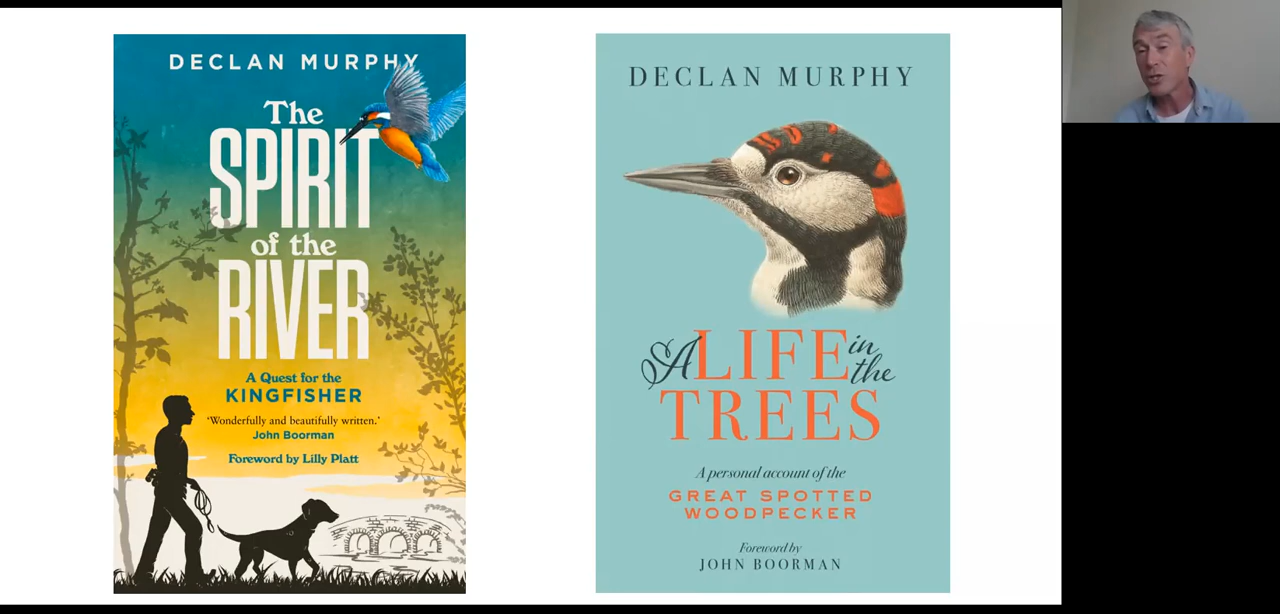 DECLAN MURPHY
The
SPIRIT
of the
RIVER
A Quest for the
KINGFISHER
‘Wonderfully and beautifully written.’
John Boorman
Foreword by Lilly Platt
DECLAN MURPHY
A LIFE in the
TREES
A personal account of the
GREAT SPOTTED
WOODPECKER
Foreword by
JOHN BOORMAN